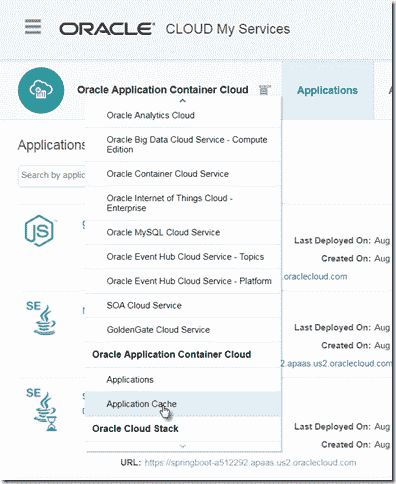 ORACLE CLOUD My Services
Oracle Application Container Cloud
Applications
A
Oracle Analytics Cloud
Oracle Big Data Cloud Service - Compute
Edition
Applications
Oracle Container Cloud Service
Search by applic
Oracle Internet of Things Cloud -
Enterprise
Oracle MySQL Cloud Service
Last Deployed On: Aug
Oracle Event Hub Cloud Service - Topics
Created On: Aug
Oracle Event Hub Cloud Service - Platform
.oraclecloud.com
SOA Cloud Service
Last Deployed On: Aug
GoldenGate Cloud Service
Created On: Aug
Oracle Application Container Cloud
2.apaas.us2.oraclecloud.com
Applications
Application Cache
Last Deployed On: Aug
Oracle Cloud Stack
Created On: Aug
URL: https://springboot-a512292.apaas.us2.oraclecloud.com
JS
SE
SE